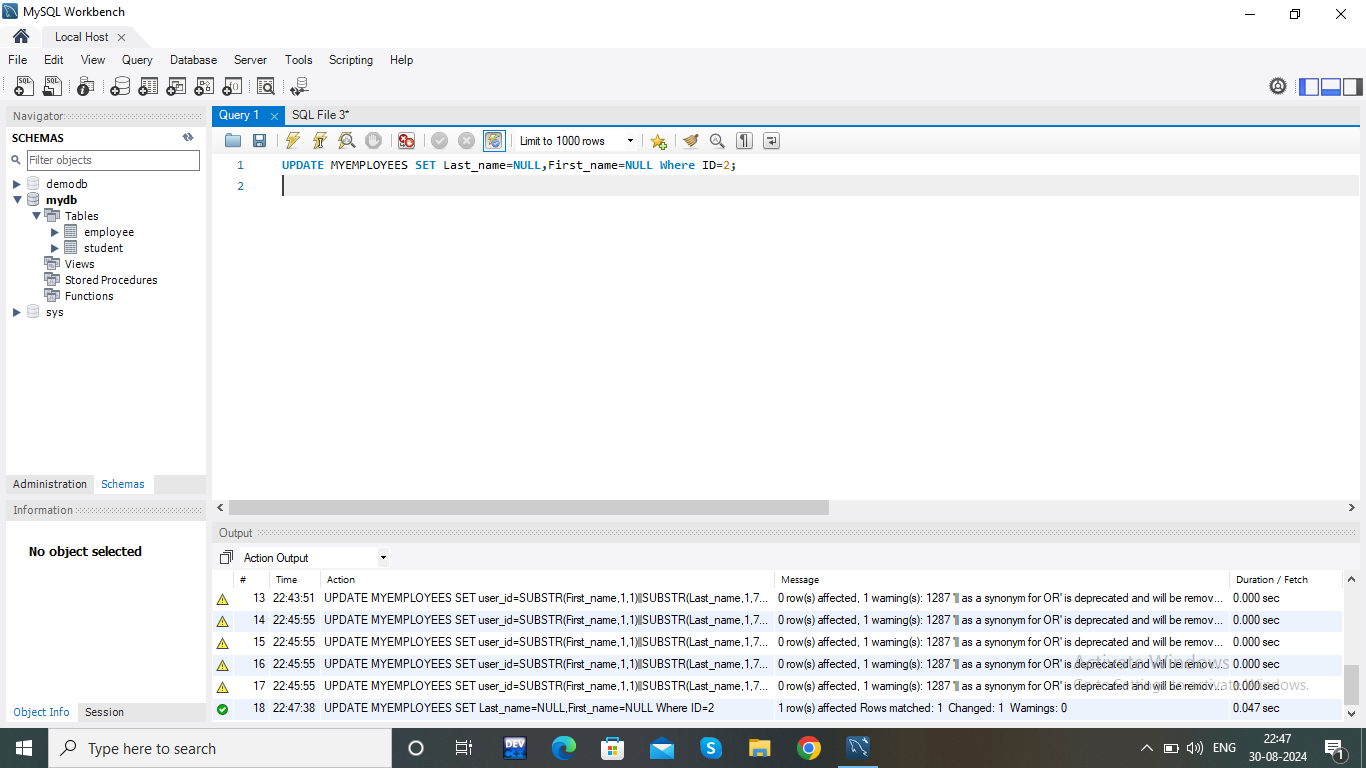 MySQL Workbench
Local Host
File Edit View Query Database Server Tools Scripting Help
Navigator
SCHEMAS
Filter objects
demodb
mydb
Tables
employee
student
Views
Stored Procedures
Functions
sys
Administration Schemas
Information
No object selected
Object Info Session
Query 1 SQL File 3*
Limit to 1000 rows
1 UPDATE MYEMPLOYEES SET Last_name=NULL,First_name=NULL Where ID=2;
2
Output
Action Output
# Time Action Message Duration / Fetch
13 22:43:51 UPDATE MYEMPLOYEES SET user_id=SUBSTR(First_name,1,1)||SUBSTR(Last_name,1,7... 0 row(s) affected, 1 warning(s): 1287 '|| as a synonym for OR' is deprecated and will be remov... 0.000 sec
14 22:45:55 UPDATE MYEMPLOYEES SET user_id=SUBSTR(First_name,1,1)||SUBSTR(Last_name,1,7... 0 row(s) affected, 1 warning(s): 1287 '|| as a synonym for OR' is deprecated and will be remov... 0.000 sec
15 22:45:55 UPDATE MYEMPLOYEES SET user_id=SUBSTR(First_name,1,1)||SUBSTR(Last_name,1,7... 0 row(s) affected, 1 warning(s): 1287 '|| as a synonym for OR' is deprecated and will be remov... 0.000 sec
16 22:45:55 UPDATE MYEMPLOYEES SET user_id=SUBSTR(First_name,1,1)||SUBSTR(Last_name,1,7... 0 row(s) affected, 1 warning(s): 1287 '|| as a synonym for OR' is deprecated and will be remov... 0.000 sec
17 22:45:55 UPDATE MYEMPLOYEES SET user_id=SUBSTR(First_name,1,1)||SUBSTR(Last_name,1,7... 0 row(s) affected, 1 warning(s): 1287 '|| as a synonym for OR' is deprecated and will be remov... 0.000 sec
18 22:47:38 UPDATE MYEMPLOYEES SET Last_name=NULL,First_name=NULL Where ID=2 1 row(s) affected Rows matched: 1 Changed: 1 Warnings: 0 0.047 sec
Activate Windows
Go to Settings to activate Windows.
Type here to search
DEV
ENG
22:47
30-08-2024
1